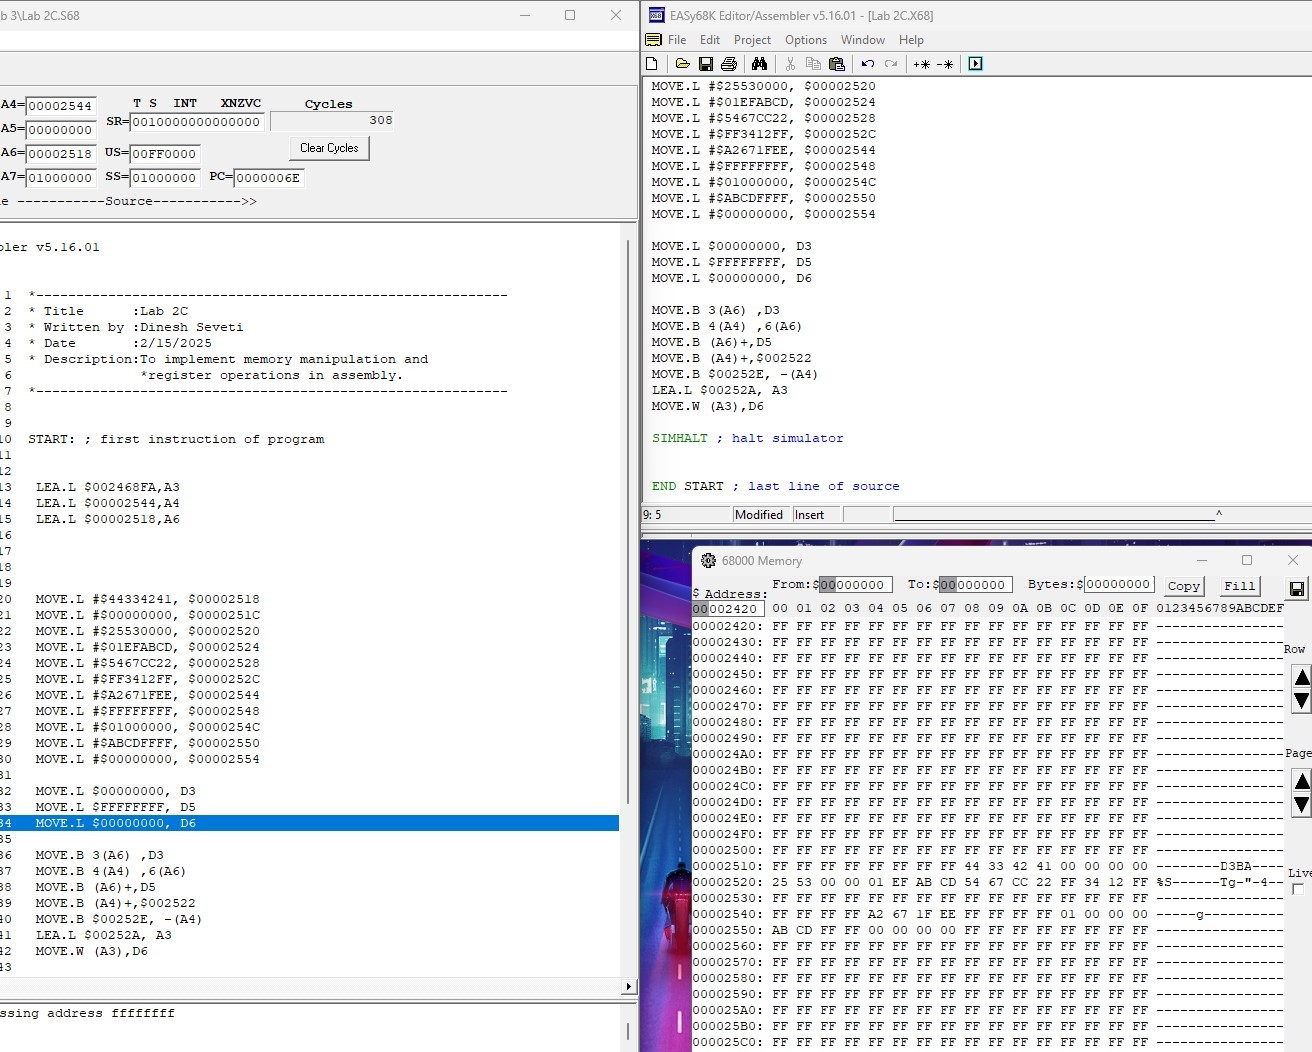 b 3\Lab 2C.S68
A4= 00002544
A5= 00000000
A6= 00002518
A7= 01000000
T S INT XNZVC
SR= 0010000000000000
US= 00FF0000
SS= 01000000
PC= 0000006E
Cycles
308
Clear Cycles
e -----------Source----------->>
bler v5.16.01
1 *------------------------------------------------------------
2 * Title :Lab 2C
3 * Written by :Dinesh Seveti
4 * Date :2/15/2025
5 * Description:To implement memory manipulation and
6 *register operations in assembly.
7 *------------------------------------------------------------
8
9
10 START: ; first instruction of program
11
12
13 LEA.L $002468FA,A3
14 LEA.L $00002544,A4
15 LEA.L $00002518,A6
16
17
18
19
20 MOVE.L #$44334241, $00002518
21 MOVE.L #$00000000, $0000251C
22 MOVE.L #$25530000, $00002520
23 MOVE.L #$01EFABCD, $00002524
24 MOVE.L #$5467CC22, $00002528
25 MOVE.L #$FF3412FF, $0000252C
26 MOVE.L #$A2671FEE, $00002544
27 MOVE.L #$FFFFFFFF, $00002548
28 MOVE.L #$01000000, $0000254C
29 MOVE.L #$ABCDFFFF, $00002550
30 MOVE.L #$00000000, $00002554
31
32 MOVE.L $00000000, D3
33 MOVE.L $FFFFFFFF, D5
34 MOVE.L $00000000, D6
35
36 MOVE.B 3(A6) ,D3
37 MOVE.B 4(A4) ,6(A6)
38 MOVE.B (A6)+,D5
39 MOVE.B (A4)+,$002522
40 MOVE.B $00252E, -(A4)
41 LEA.L $00252A, A3
42 MOVE.W (A3),D6
43
ssing address ffffffff
EASy68K Editor/Assembler v5.16.01 - [Lab 2C.X68]
File Edit Project Options Window Help
MOVE.L #$25530000, $00002520
MOVE.L #$01EFABCD, $00002524
MOVE.L #$5467CC22, $00002528
MOVE.L #$FF3412FF, $0000252C
MOVE.L #$A2671FEE, $00002544
MOVE.L #$FFFFFFFF, $00002548
MOVE.L #$01000000, $0000254C
MOVE.L #$ABCDFFFF, $00002550
MOVE.L #$00000000, $00002554
MOVE.L $00000000, D3
MOVE.L $FFFFFFFF, D5
MOVE.L $00000000, D6
MOVE.B 3(A6) ,D3
MOVE.B 4(A4) ,6(A6)
MOVE.B (A6)+,D5
MOVE.B (A4)+,$002522
MOVE.B $00252E, -(A4)
LEA.L $00252A, A3
MOVE.W (A3),D6
SIMHALT ; halt simulator
END START ; last line of source
9: 5 Modified Insert
68000 Memory
From:$ 00000000 To:$ 00000000 Bytes:$ 00000000 Copy Fill
$ Address:
00002420 00 01 02 03 04 05 06 07 08 09 0A 0B 0C 0D 0E 0F 0123456789ABCDEF
00002420: FF FF FF FF FF FF FF FF FF FF FF FF FF FF FF FF ----------------
00002430: FF FF FF FF FF FF FF FF FF FF FF FF FF FF FF FF ----------------
00002440: FF FF FF FF FF FF FF FF FF FF FF FF FF FF FF FF ----------------
00002450: FF FF FF FF FF FF FF FF FF FF FF FF FF FF FF FF ----------------
00002460: FF FF FF FF FF FF FF FF FF FF FF FF FF FF FF FF ----------------
00002470: FF FF FF FF FF FF FF FF FF FF FF FF FF FF FF FF ----------------
00002480: FF FF FF FF FF FF FF FF FF FF FF FF FF FF FF FF ----------------
00002490: FF FF FF FF FF FF FF FF FF FF FF FF FF FF FF FF ----------------
000024A0: FF FF FF FF FF FF FF FF FF FF FF FF FF FF FF FF ----------------
000024B0: FF FF FF FF FF FF FF FF FF FF FF FF FF FF FF FF ----------------
000024C0: FF FF FF FF FF FF FF FF FF FF FF FF FF FF FF FF ----------------
000024D0: FF FF FF FF FF FF FF FF FF FF FF FF FF FF FF FF ----------------
000024E0: FF FF FF FF FF FF FF FF FF FF FF FF FF FF FF FF ----------------
000024F0: FF FF FF FF FF FF FF FF FF FF FF FF FF FF FF FF ----------------
00002500: FF FF FF FF FF FF FF FF FF FF FF FF FF FF FF FF ----------------
00002510: FF FF FF FF FF FF FF FF 44 33 42 41 00 00 00 00 --------D3BA----
00002520: 25 53 00 00 01 EF AB CD 54 67 CC 22 FF 34 12 FF %S------Tg-"-4--
00002530: FF FF FF FF FF FF FF FF FF FF FF FF FF FF FF FF ----------------
00002540: FF FF FF FF A2 67 1F EE FF FF FF FF 01 00 00 00 -----g----------
00002550: AB CD FF FF 00 00 00 00 FF FF FF FF FF FF FF FF ----------------
00002560: FF FF FF FF FF FF FF FF FF FF FF FF FF FF FF FF ----------------
00002570: FF FF FF FF FF FF FF FF FF FF FF FF FF FF FF FF ----------------
00002580: FF FF FF FF FF FF FF FF FF FF FF FF FF FF FF FF ----------------
00002590: FF FF FF FF FF FF FF FF FF FF FF FF FF FF FF FF ----------------
000025A0: FF FF FF FF FF FF FF FF FF FF FF FF FF FF FF FF ----------------
000025B0: FF FF FF FF FF FF FF FF FF FF FF FF FF FF FF FF ----------------
000025C0: FF FF FF FF FF FF FF FF FF FF FF FF FF FF FF FF ----------------
Row
Page
Live